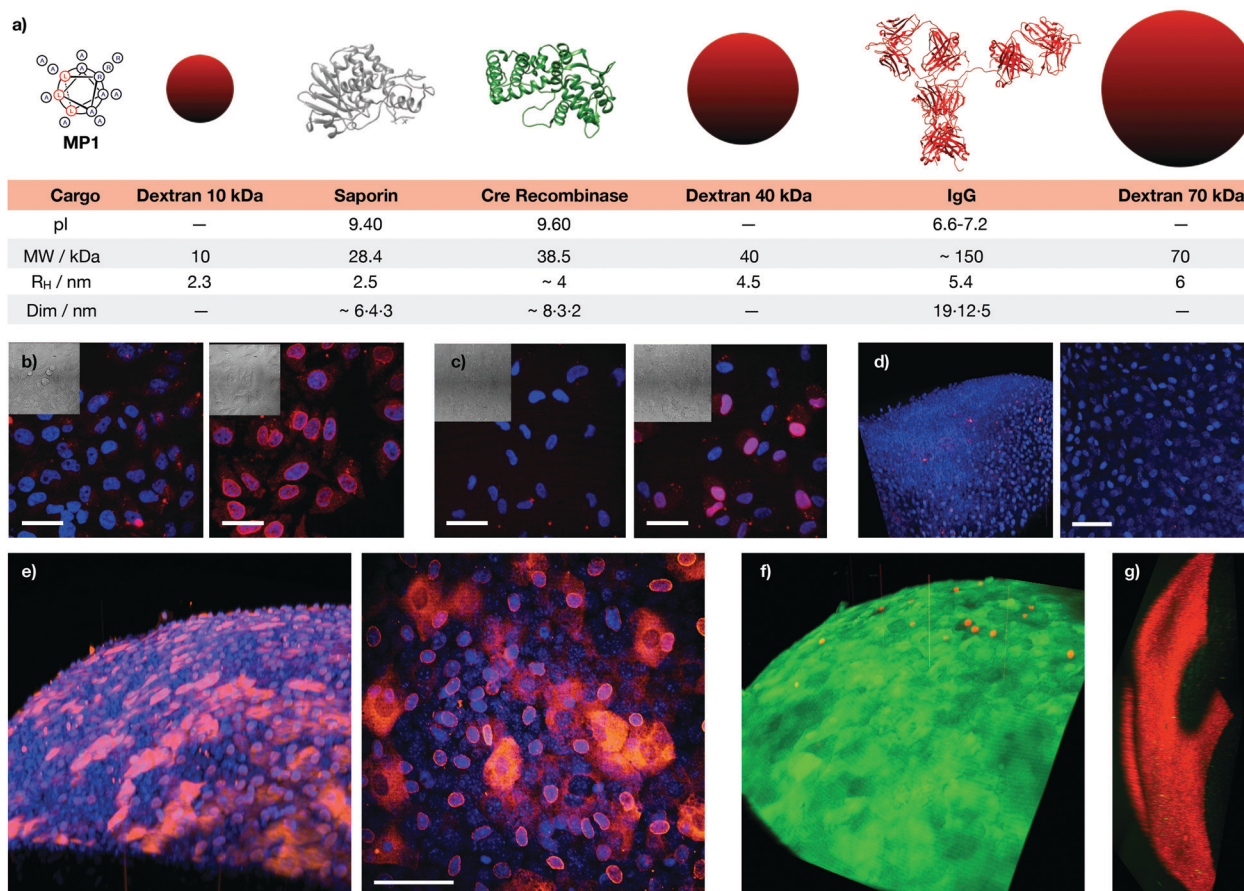 a)
A A A R R A A R A A L L L A A A
MP1
Cargo Dextran 10 kDa Saporin Cre Recombinase Dextran 40 kDa IgG Dextran 70 kDa
pI — 9.40 9.60 — 6.6-7.2 —
MW / kDa 10 28.4 38.5 40 ~ 150 70
RH / nm 2.3 2.5 ~ 4 4.5 5.4 6
Dim / nm — ~ 6·4·3 ~ 8·3·2 — 19·12·5 —
b) c) d)
e) f) g)